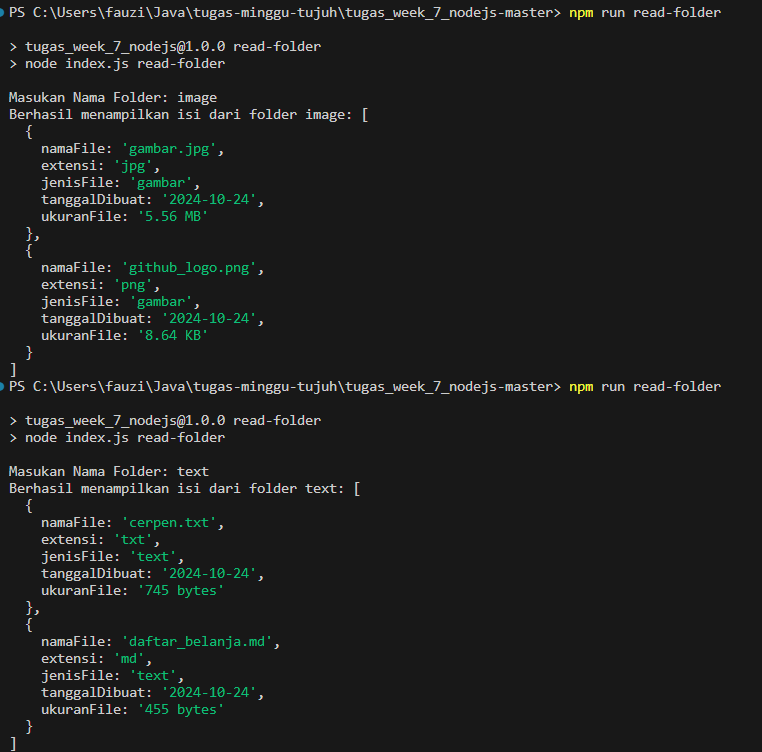 PS C:\Users\fauzi\Java\tugas-minggu-tujuh\tugas_week_7_nodejs-master> npm run read-folder
> tugas_week_7_nodejs@1.0.0 read-folder
> node index.js read-folder
Masukan Nama Folder: image
Berhasil menampilkan isi dari folder image: [
  {
    namaFile: 'gambar.jpg',
    extensi: 'jpg',
    jenisFile: 'gambar',
    tanggalDibuat: '2024-10-24',
    ukuranFile: '5.56 MB'
  },
  {
    namaFile: 'github_logo.png',
    extensi: 'png',
    jenisFile: 'gambar',
    tanggalDibuat: '2024-10-24',
    ukuranFile: '8.64 KB'
  }
]
PS C:\Users\fauzi\Java\tugas-minggu-tujuh\tugas_week_7_nodejs-master> npm run read-folder
> tugas_week_7_nodejs@1.0.0 read-folder
> node index.js read-folder
Masukan Nama Folder: text
Berhasil menampilkan isi dari folder text: [
  {
    namaFile: 'cerpen.txt',
    extensi: 'txt',
    jenisFile: 'text',
    tanggalDibuat: '2024-10-24',
    ukuranFile: '745 bytes'
  },
  {
    namaFile: 'daftar_belanja.md',
    extensi: 'md',
    jenisFile: 'text',
    tanggalDibuat: '2024-10-24',
    ukuranFile: '455 bytes'
  }
]